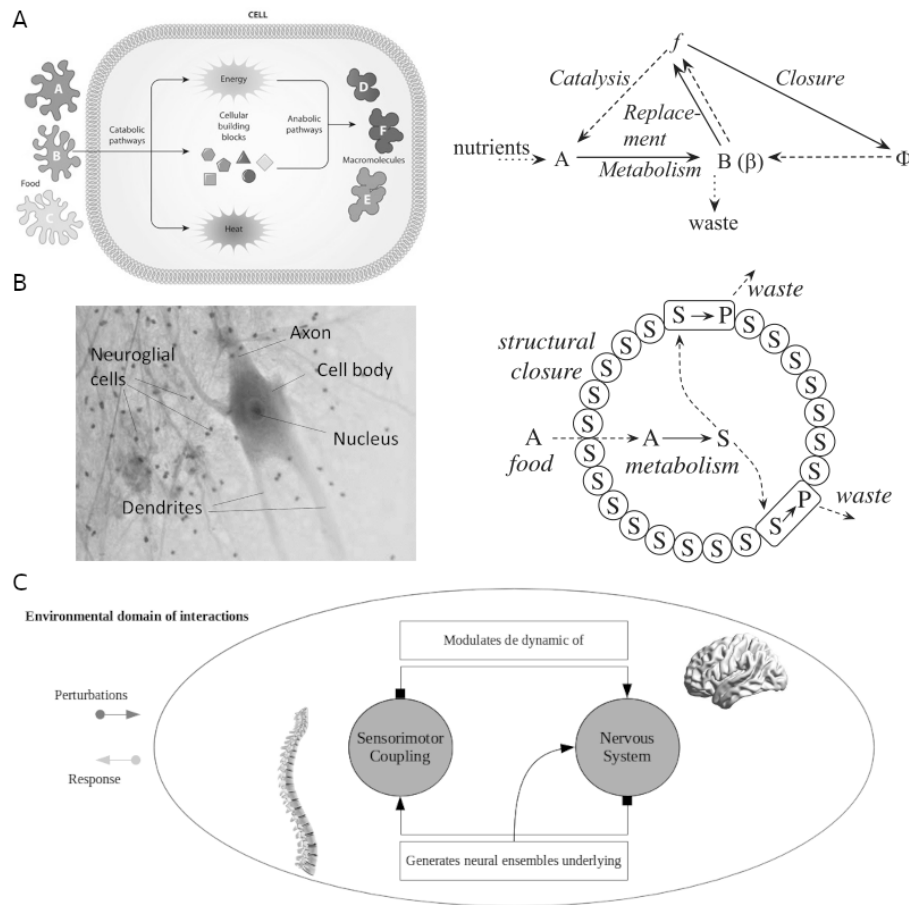 A
CELL
A
B
C
Food
Catabolic
pathways
Energy
Cellular
building
blocks
Heat
Anabolic
pathways
D
F
E
Macromolecules
f
Catalysis
Closure
Replace-
ment
nutrients
A
Metabolism
B (β)
Φ
waste
B
Axon
Neuroglial
cells
Cell body
Nucleus
Dendrites
waste
S → P
structural
closure
S S S S S S S S S S S S S S S S S S S S S S S
A
food
A
S
metabolism
S → P
waste
C
Environmental domain of interactions
Modulates de dynamic of
Perturbations
Response
Sensorimotor
Coupling
Nervous
System
Generates neural ensembles underlying